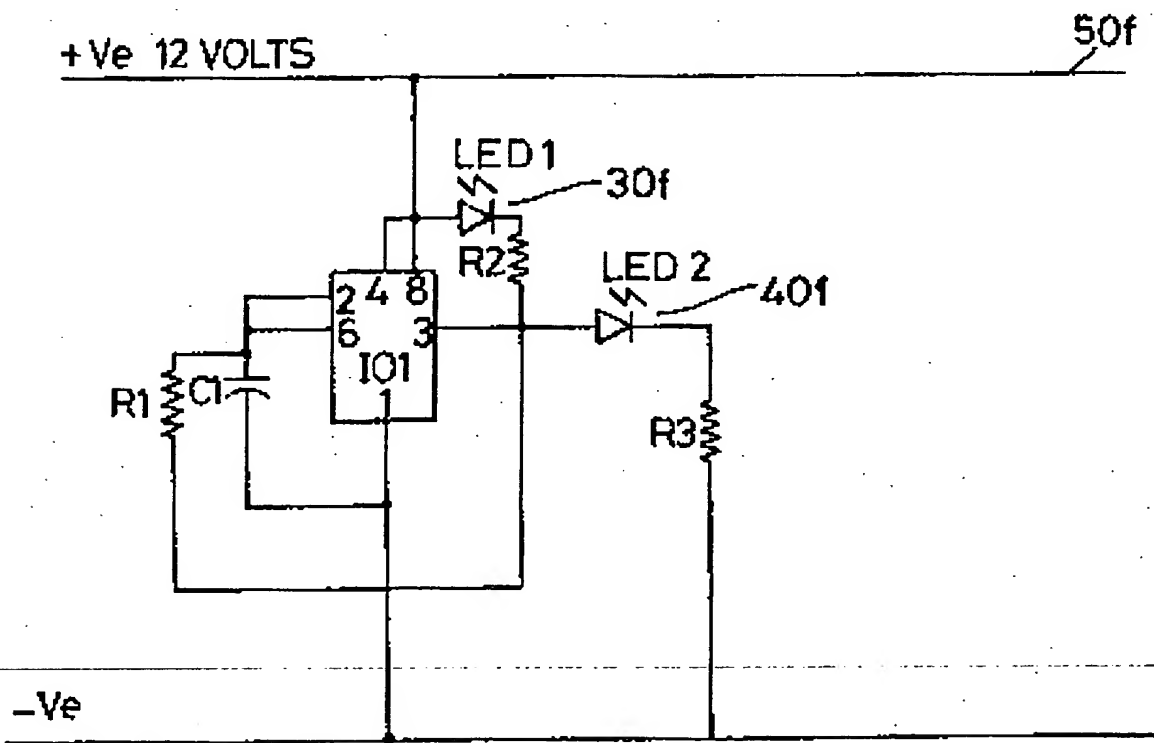 50f
+Ve 12 VOLTS
LED 1
30f
R2
LED 2
40f
2 4 8
6 3
IO1
1
R1
C1
R3
-Ve